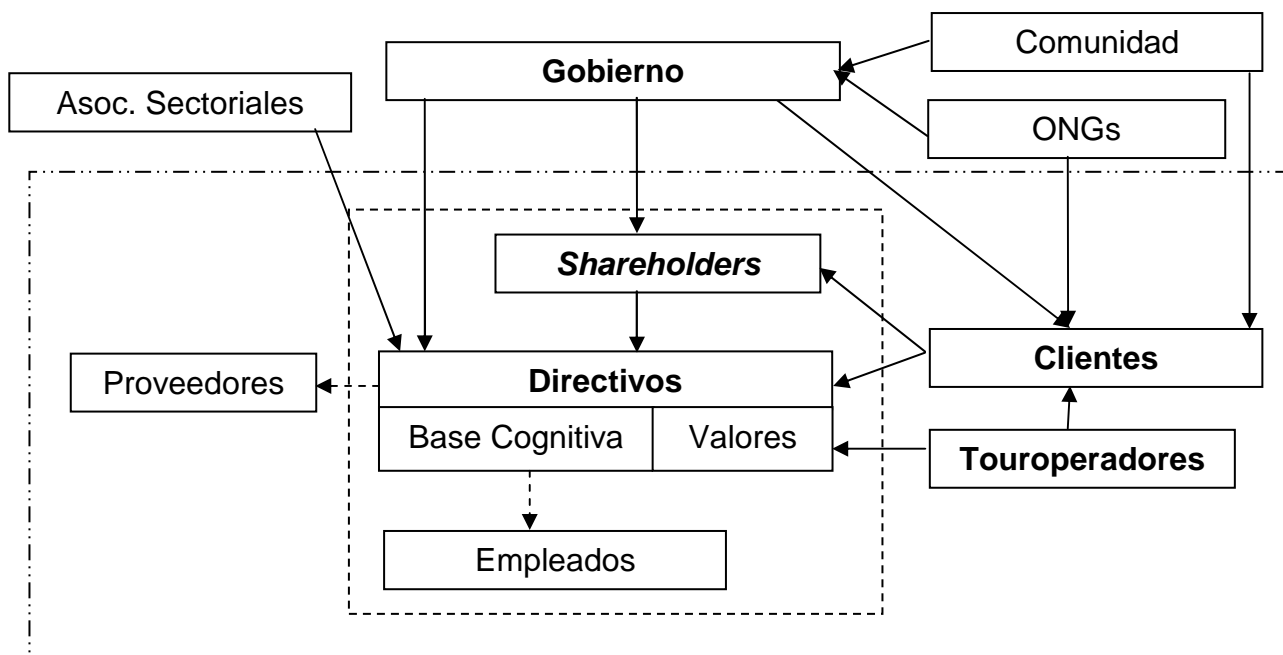 Comunidad
Gobierno
Asoc. Sectoriales
ONGs
Shareholders
Clientes
Proveedores
Directivos
Base Cognitiva
Valores
Touroperadores
Empleados